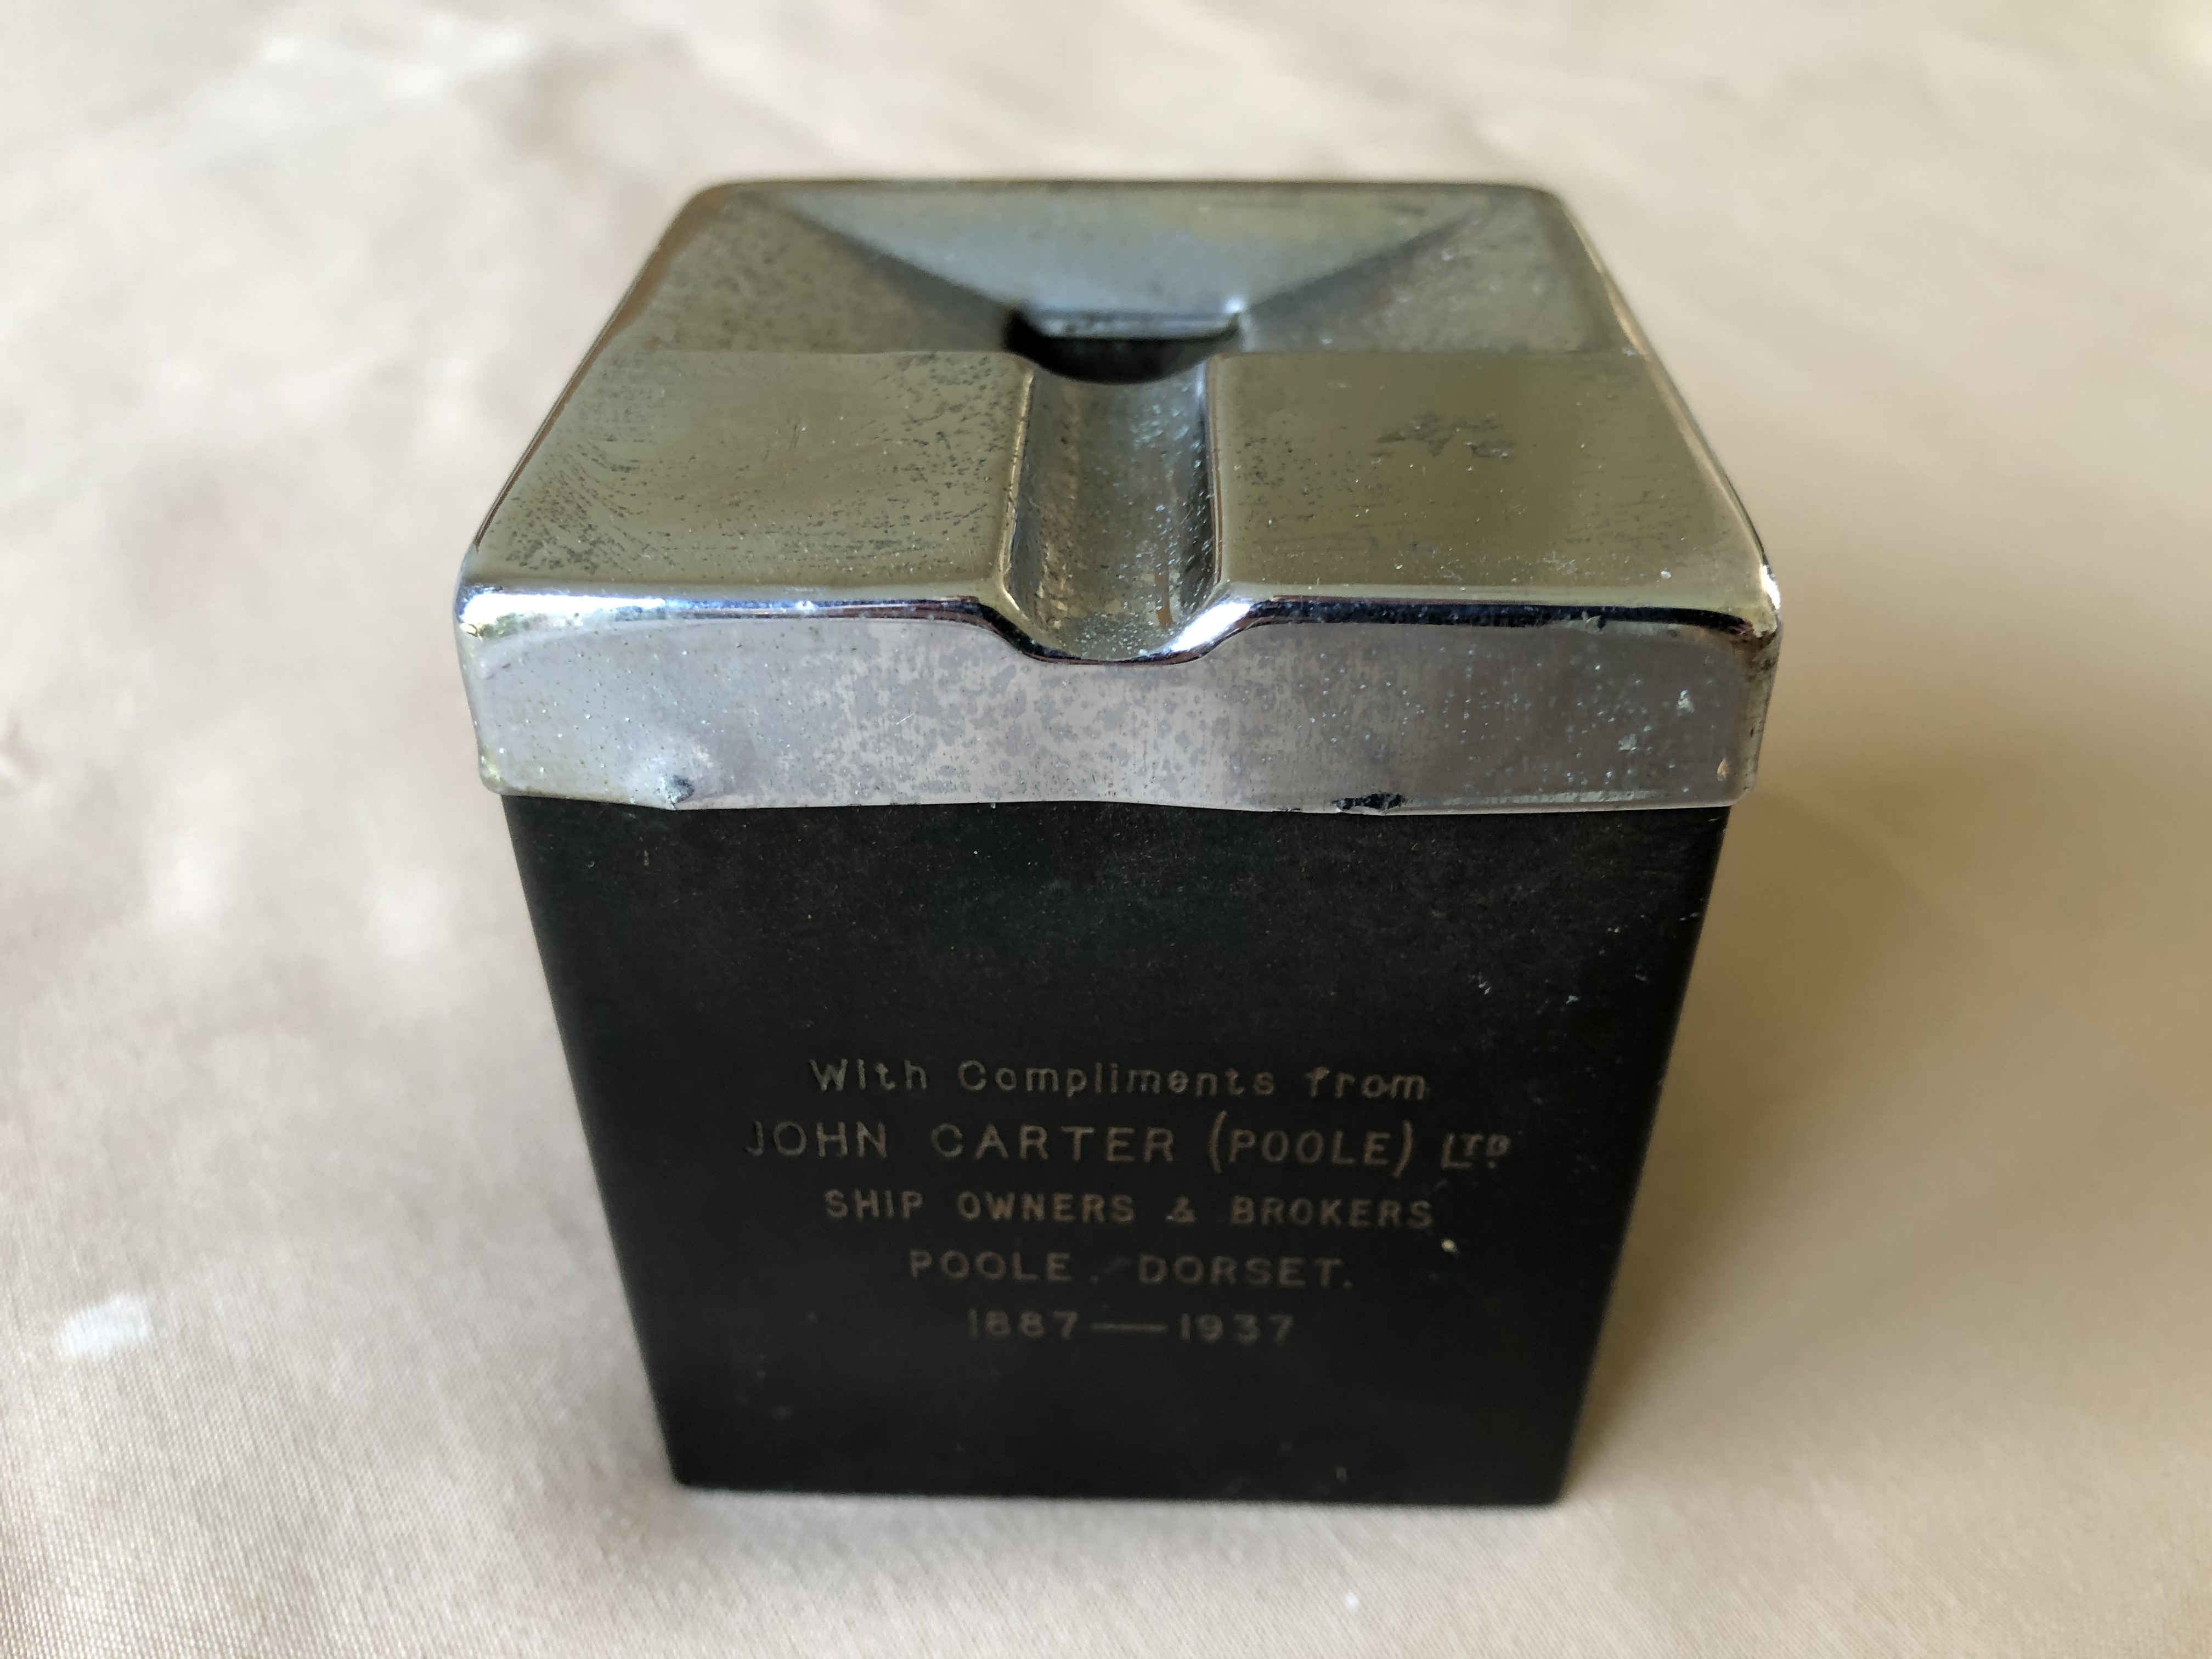 With Compliments from
JOHN CARTER (POOLE) LTD.
SHIP OWNERS & BROKERS
POOLE. DORSET.
1887—1937